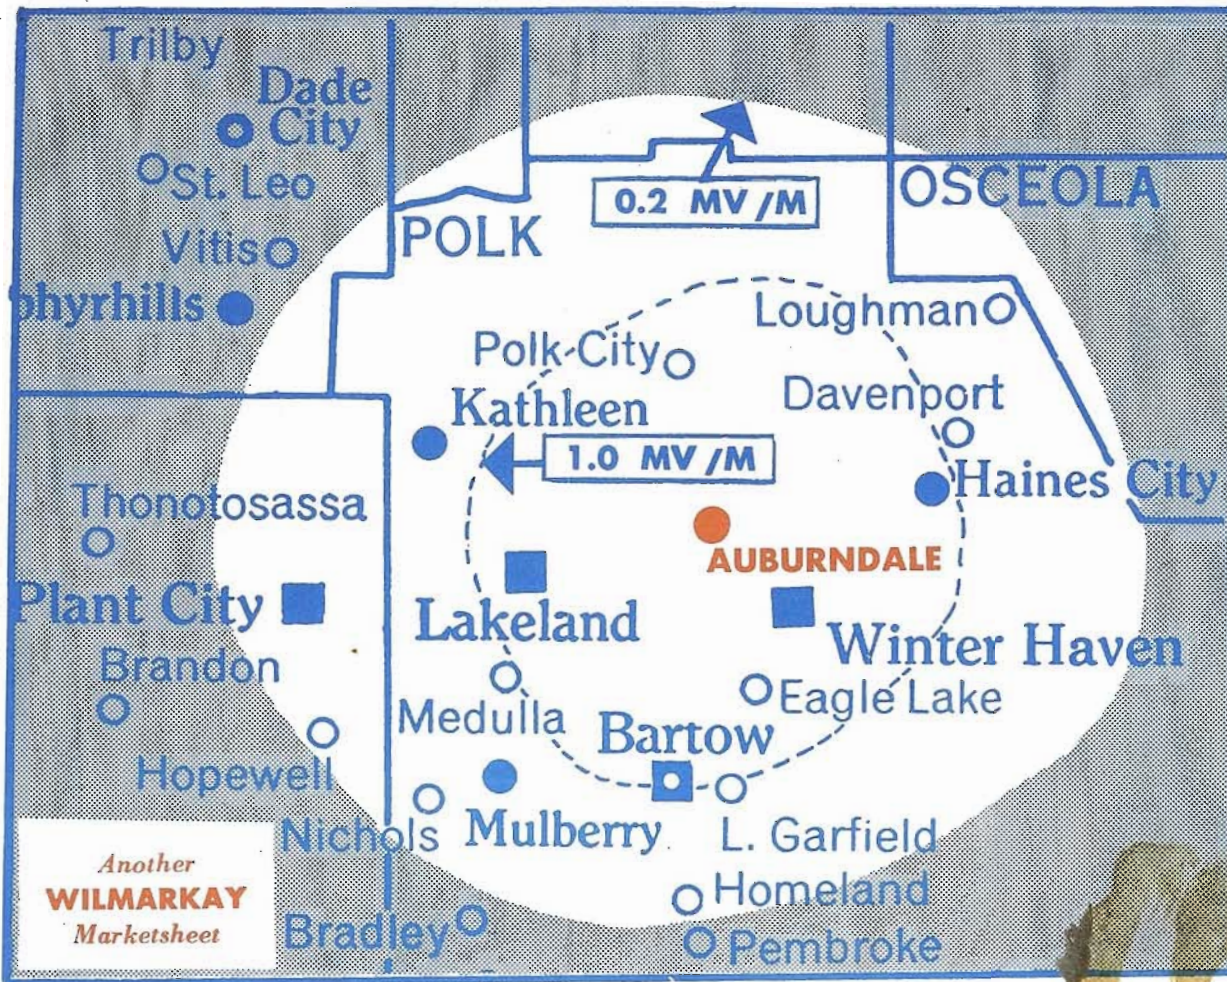 Trilby
Dade
City
St. Leo
OSCEOLA
0.2 MV/M
POLK
Vitis
phyrhills
Loughman
Polk City
Davenport
Kathleen
1.0 MV/M
Haines City
Thonotosassa
AUBURNDALE
Plant City
Lakeland
Winter Haven
Brandon
Eagle Lake
Medulla
Bartow
Hopewell
Nichols
Mulberry
L. Garfield
Another
WILMARKAY
Marketsheet
Homeland
Bradley
Pembroke